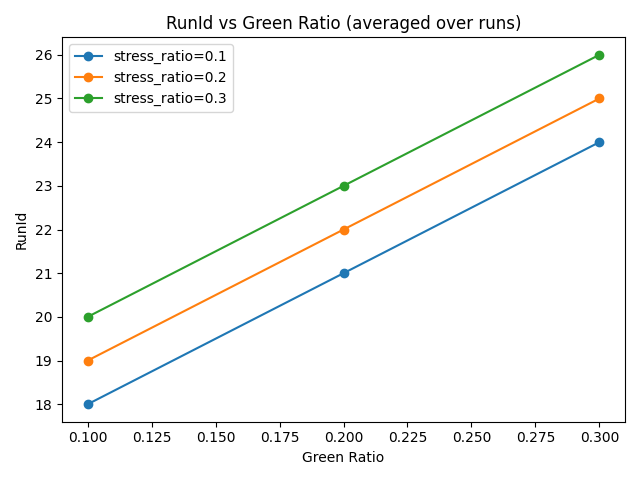 RunId vs Green Ratio (averaged over runs)
stress_ratio=0.1
stress_ratio=0.2
stress_ratio=0.3
RunId
26
25
24
23
22
21
20
19
18
0.100 0.125 0.150 0.175 0.200 0.225 0.250 0.275 0.300
Green Ratio